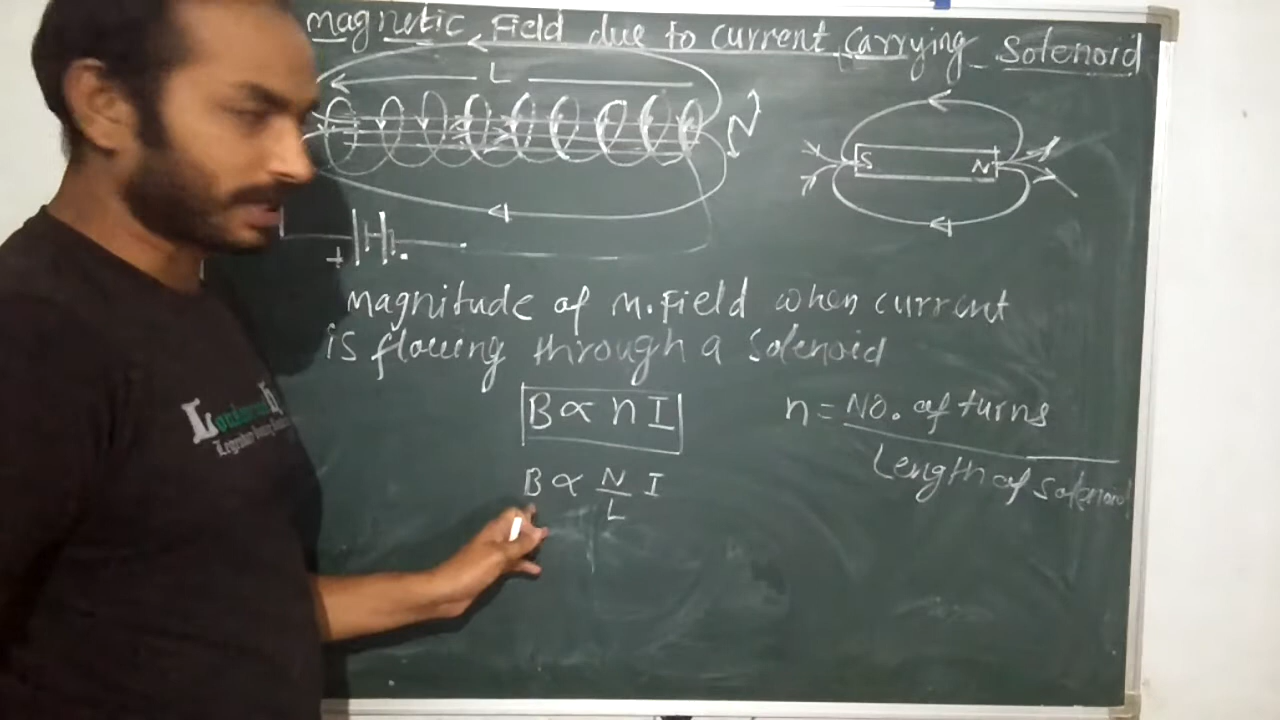 magnetic Field due to current carrying Solenoid
L
N
S N
+
magnitude of m.field when current
is flowing through a Solenoid
B ∝ n I
n = No. of turns
Length of Solenoid
B ∝ N I
L